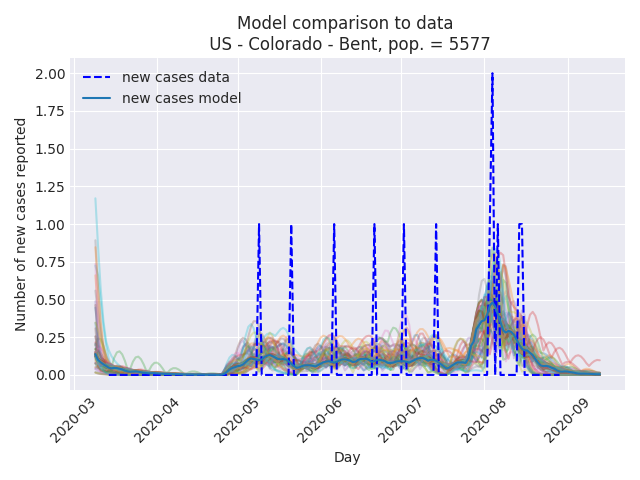 Model comparison to data
US - Colorado - Bent, pop. = 5577
new cases data
new cases model
Number of new cases reported
2.00
1.75
1.50
1.25
1.00
0.75
0.50
0.25
0.00
2020-03
2020-04
2020-05
2020-06
2020-07
2020-08
2020-09
Day